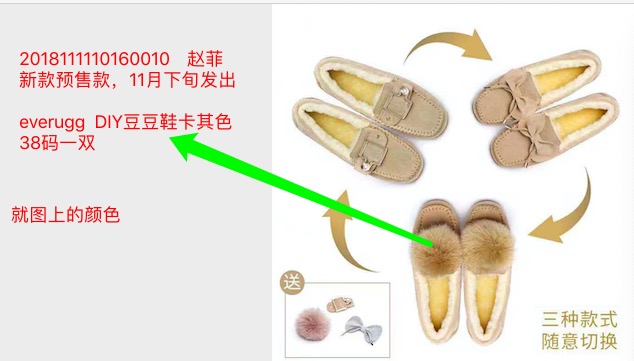 2018111110160010 赵菲
新款预售款，11月下旬发出
everugg DIY豆豆鞋卡其色
38码一双
就图上的颜色
送
三种款式
随意切换